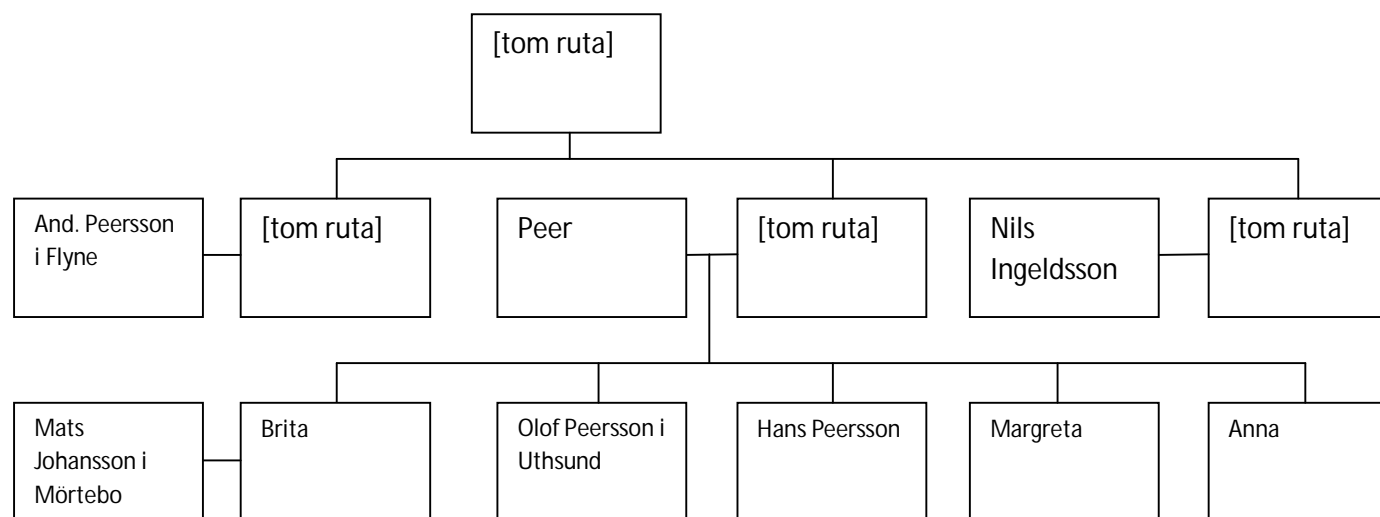 [tom ruta]
And. Peersson
i Flyne
[tom ruta]
Peer
[tom ruta]
Nils
Ingeldsson
[tom ruta]
Mats
Johansson i
Mörtebo
Brita
Olof Peersson i
Uthsund
Hans Peersson
Margreta
Anna